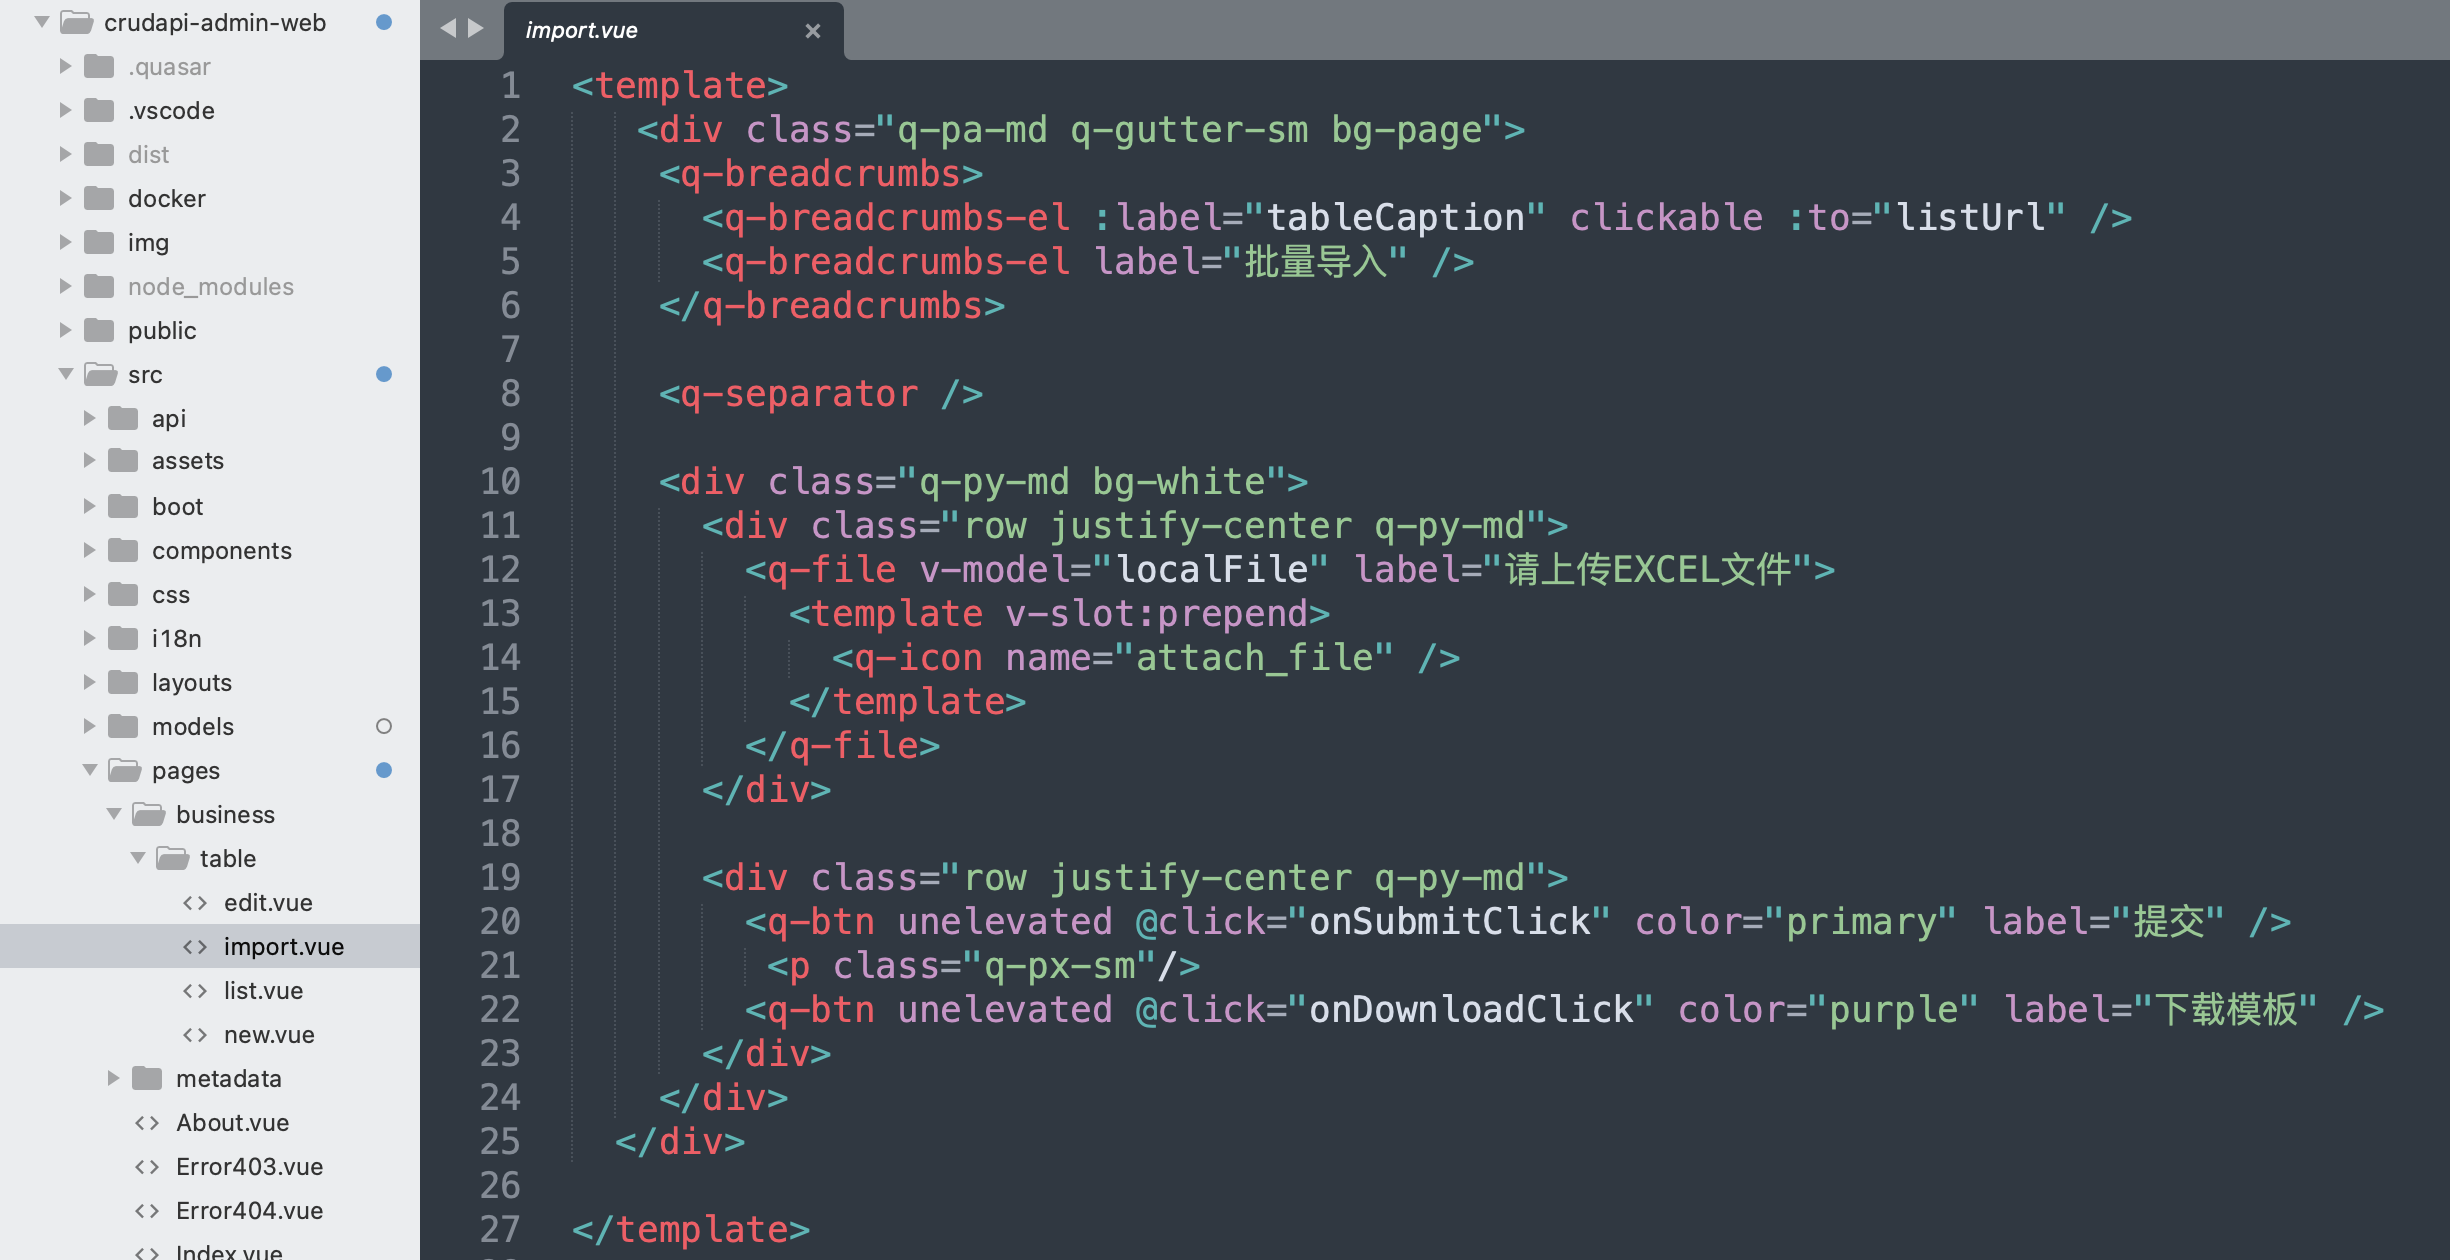 crudapi-admin-web
.quasar
.vscode
dist
docker
img
node_modules
public
src
api
assets
boot
components
css
i18n
layouts
models
pages
business
table
edit.vue
import.vue
list.vue
new.vue
metadata
About.vue
Error403.vue
Error404.vue
Index.vue
import.vue ×
1 <template>
2 <div class="q-pa-md q-gutter-sm bg-page">
3 <q-breadcrumbs>
4 <q-breadcrumbs-el :label="tableCaption" clickable :to="listUrl" />
5 <q-breadcrumbs-el label="批量导入" />
6 </q-breadcrumbs>
7
8 <q-separator />
9
10 <div class="q-py-md bg-white">
11 <div class="row justify-center q-py-md">
12 <q-file v-model="localFile" label="请上传EXCEL文件">
13 <template v-slot:prepend>
14 <q-icon name="attach_file" />
15 </template>
16 </q-file>
17 </div>
18
19 <div class="row justify-center q-py-md">
20 <q-btn unelevated @click="onSubmitClick" color="primary" label="提交" />
21 <p class="q-px-sm"/>
22 <q-btn unelevated @click="onDownloadClick" color="purple" label="下载模板" />
23 </div>
24 </div>
25 </div>
26
27 </template>